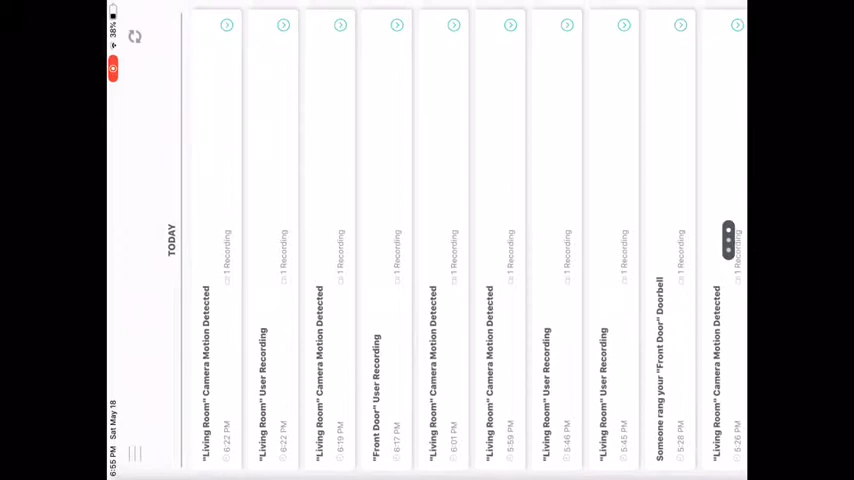 6:55 PM Sat May 18
38%
TODAY
"Living Room" Camera Motion Detected
6:22 PM 1 Recording
"Living Room" User Recording
6:22 PM 1 Recording
"Living Room" Camera Motion Detected
6:19 PM 1 Recording
"Front Door" User Recording
6:17 PM 1 Recording
"Living Room" Camera Motion Detected
6:01 PM 1 Recording
"Living Room" Camera Motion Detected
5:59 PM 1 Recording
"Living Room" User Recording
5:46 PM 1 Recording
"Living Room" User Recording
5:45 PM 1 Recording
Someone rang your "Front Door" Doorbell
5:28 PM 1 Recording
"Living Room" Camera Motion Detected
5:26 PM 1 Recording